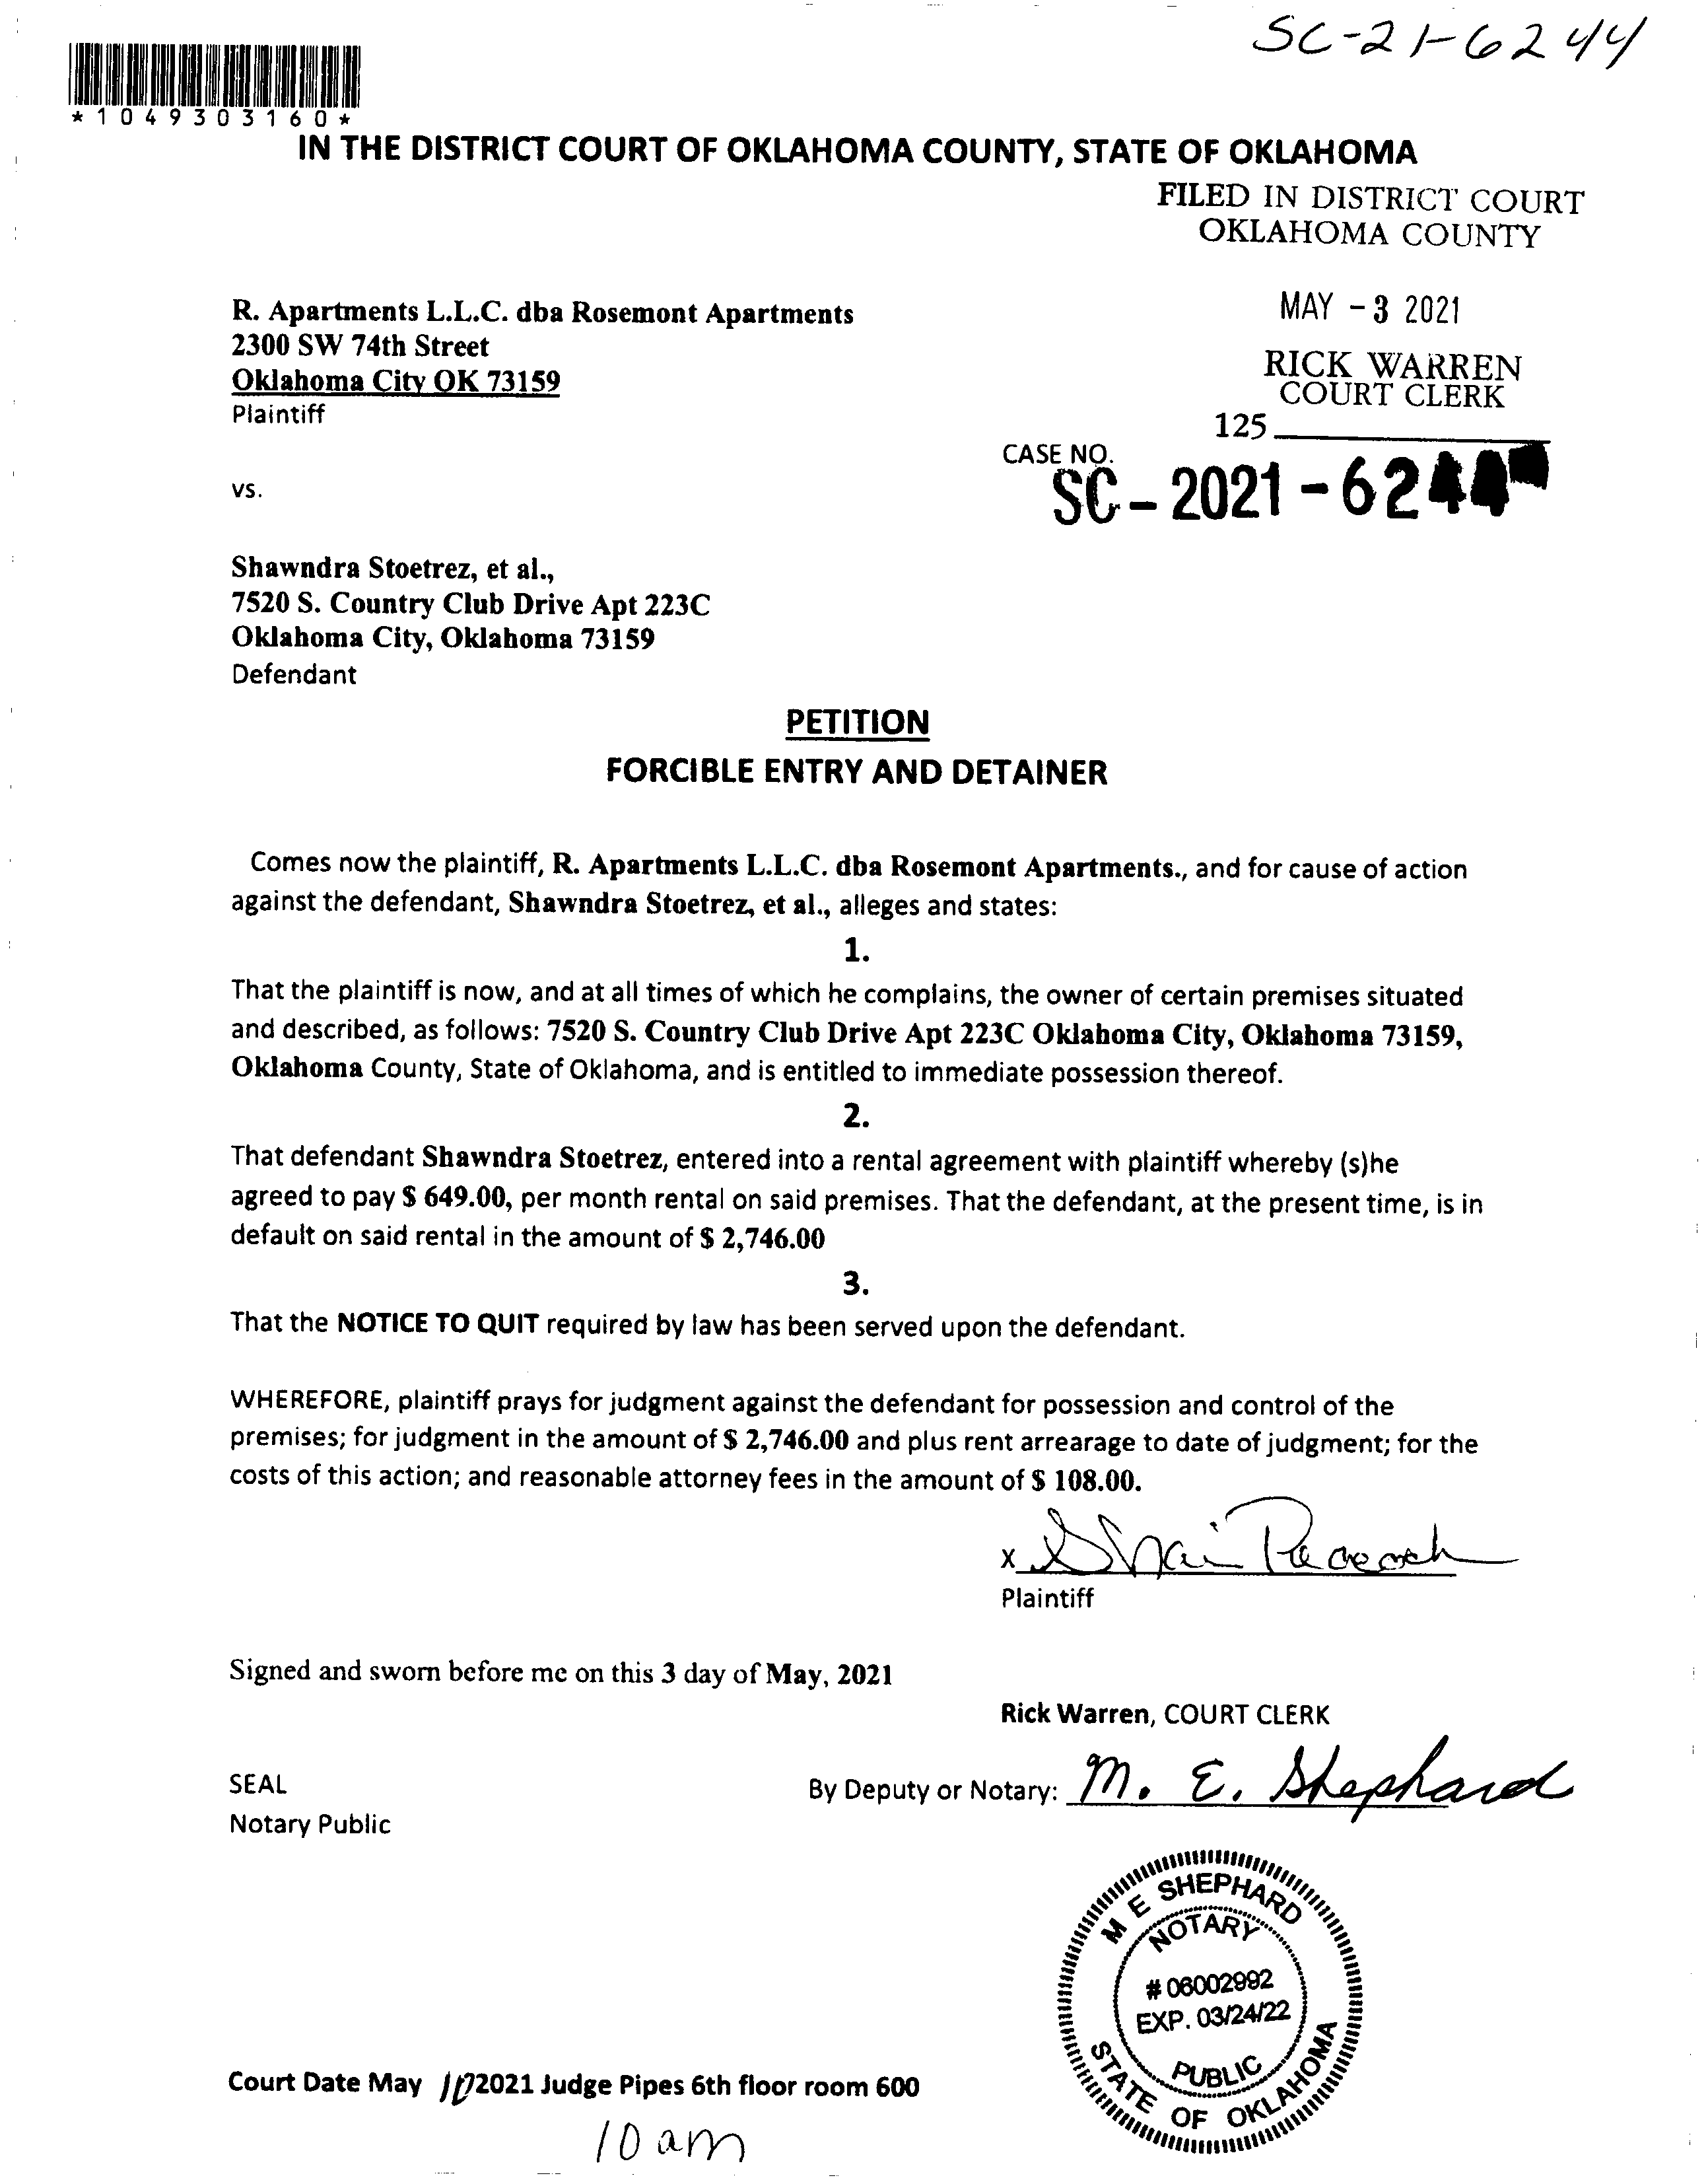 SC-21-6244
*1049303160*
IN THE DISTRICT COURT OF OKLAHOMA COUNTY, STATE OF OKLAHOMA
FILED IN DISTRICT COURT
OKLAHOMA COUNTY
MAY - 3 2021
RICK WARREN
COURT CLERK
125
R. Apartments L.L.C. dba Rosemont Apartments
2300 SW 74th Street
Oklahoma City OK 73159
Plaintiff
CASE NO.
SC - 2021 - 6244
vs.
Shawndra Stoetrez, et al.,
7520 S. Country Club Drive Apt 223C
Oklahoma City, Oklahoma 73159
Defendant
PETITION
FORCIBLE ENTRY AND DETAINER
Comes now the plaintiff, R. Apartments L.L.C. dba Rosemont Apartments., and for cause of action
against the defendant, Shawndra Stoetrez, et al., alleges and states:
1.
That the plaintiff is now, and at all times of which he complains, the owner of certain premises situated
and described, as follows: 7520 S. Country Club Drive Apt 223C Oklahoma City, Oklahoma 73159,
Oklahoma County, State of Oklahoma, and is entitled to immediate possession thereof.
2.
That defendant Shawndra Stoetrez, entered into a rental agreement with plaintiff whereby (s)he
agreed to pay $ 649.00, per month rental on said premises. That the defendant, at the present time, is in
default on said rental in the amount of $ 2,746.00
3.
That the NOTICE TO QUIT required by law has been served upon the defendant.
WHEREFORE, plaintiff prays for judgment against the defendant for possession and control of the
premises; for judgment in the amount of $ 2,746.00 and plus rent arrearage to date of judgment; for the
costs of this action; and reasonable attorney fees in the amount of $ 108.00.
X Shai Peacock
Plaintiff
Signed and sworn before me on this 3 day of May, 2021
Rick Warren, COURT CLERK
SEAL
By Deputy or Notary: M. E. Shephard
Notary Public
M E SHEPHARD
NOTARY
# 06002992
EXP. 03/24/22
PUBLIC
STATE OF OKLAHOMA
Court Date May 2021 Judge Pipes 6th floor room 600
10 am